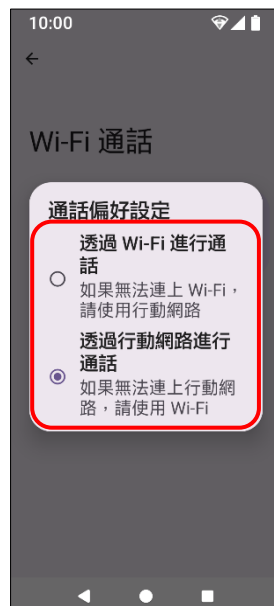 10:00
Wi-Fi 通話
通話偏好設定
透過 Wi-Fi 進行通
話
如果無法連上 Wi-Fi，
請使用行動網路
透過行動網路進行
通話
如果無法連上行動網
路，請使用 Wi-Fi